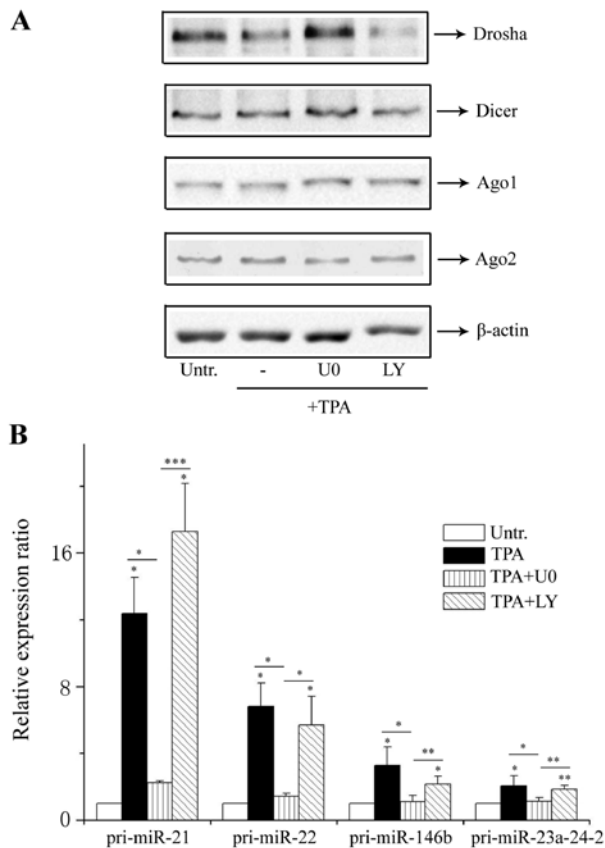 A
Drosha
Dicer
Ago1
Ago2
β-actin
Untr. - U0 LY
+TPA
B
Relative expression ratio
16
8
0
*** 
*
*
*
*
*
*
*
*
*
**
*
*
*
**
**
Untr.
TPA
TPA+U0
TPA+LY
pri-miR-21 pri-miR-22 pri-miR-146b pri-miR-23a-24-2